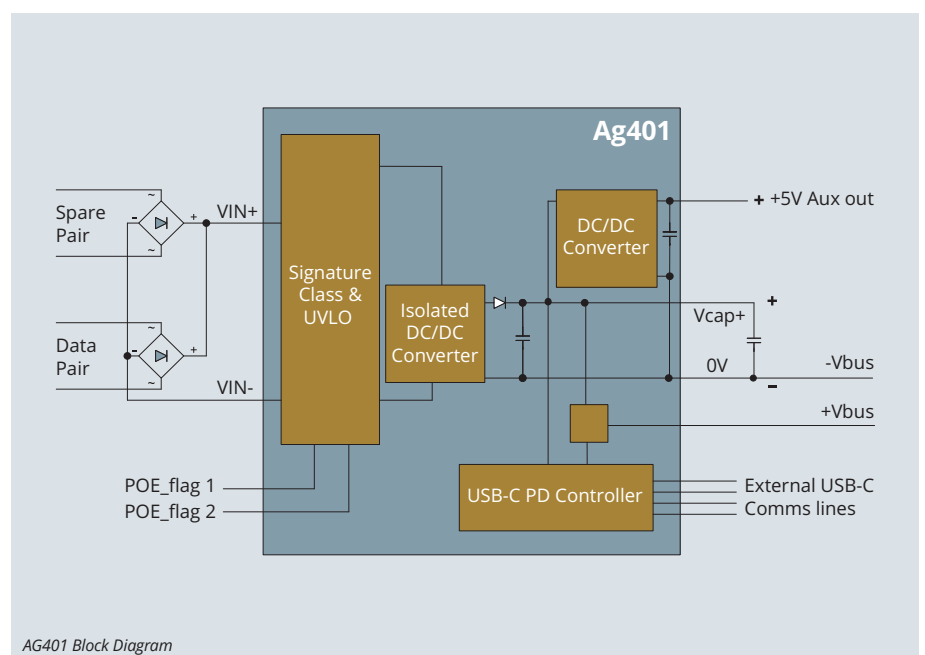 Ag401
Spare
Pair
~
-
+
~
VIN+
Data
Pair
~
-
+
~
VIN-
Signature
Class &
UVLO
Isolated
DC/DC
Converter
DC/DC
Converter
+ +5V Aux out
Vcap+
+
0V
-
-Vbus
+Vbus
POE_flag 1
POE_flag 2
USB-C PD Controller
External USB-C
Comms lines
AG401 Block Diagram